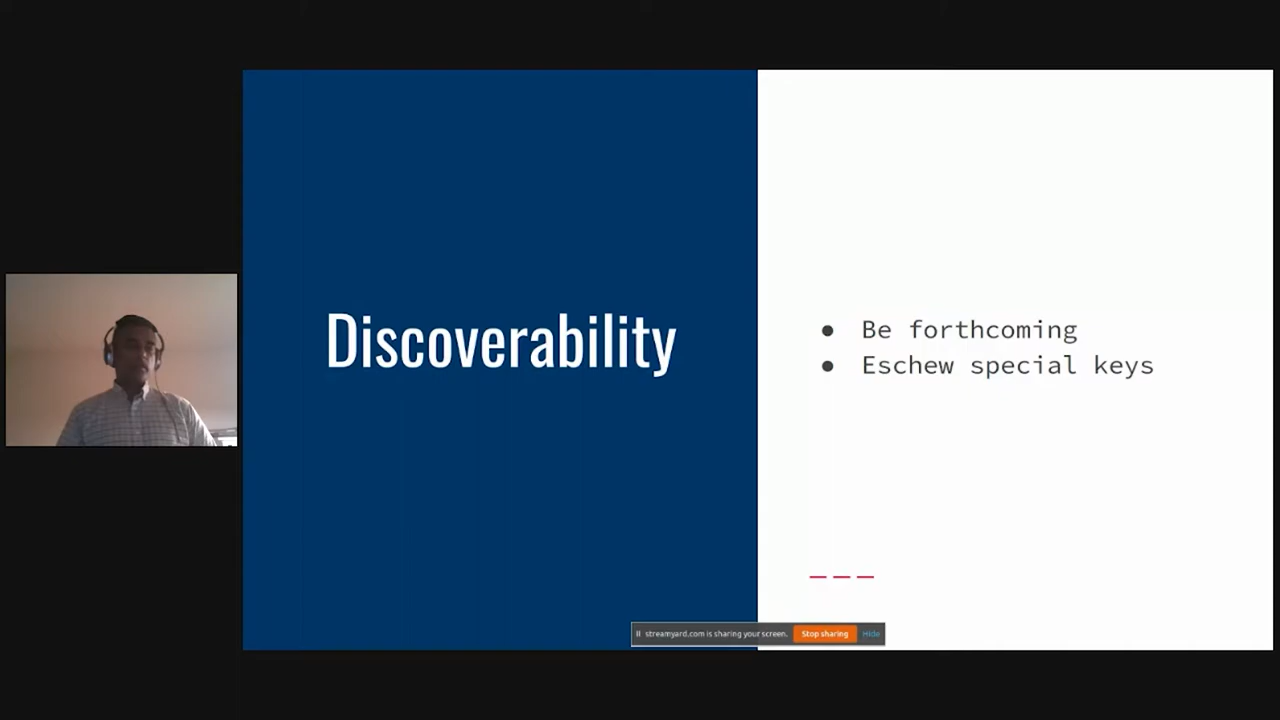 Discoverability
● Be forthcoming
● Eschew special keys
streamyard.com is sharing your screen. Stop sharing Hide